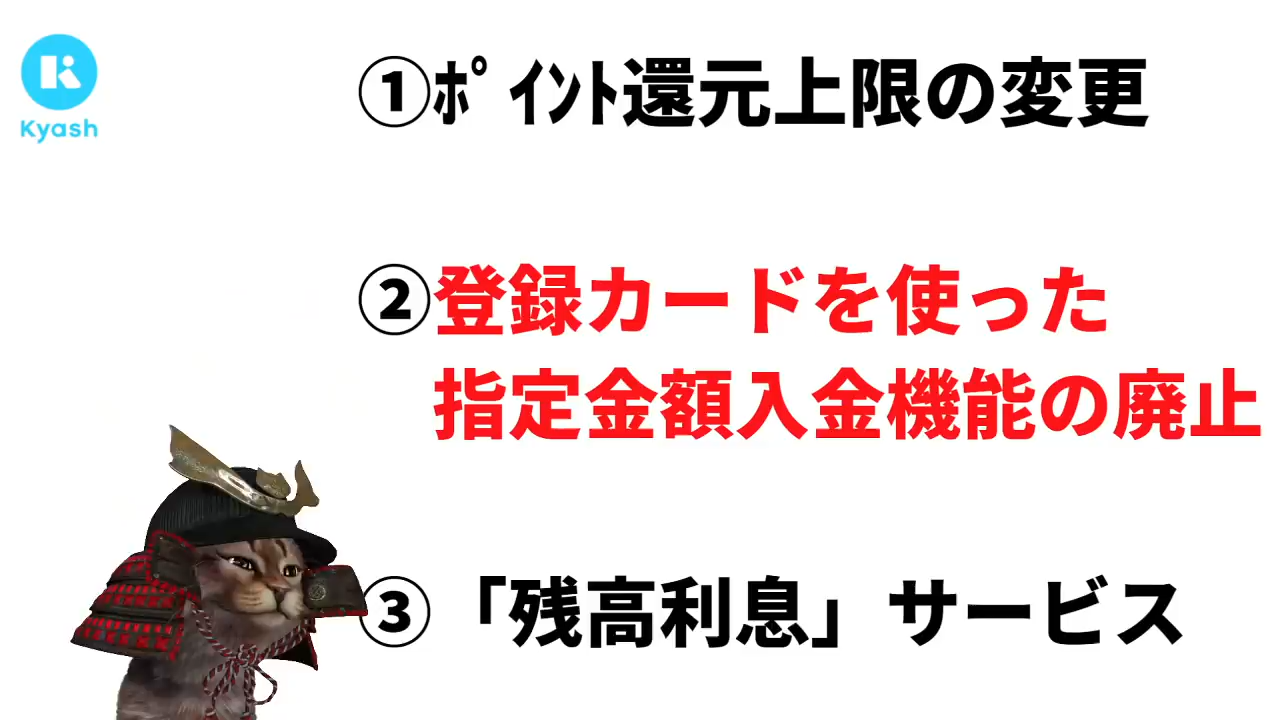 Kyash
①ﾎﾟｲﾝﾄ還元上限の変更
②登録カードを使った
指定金額入金機能の廃止
③「残高利息」サービス